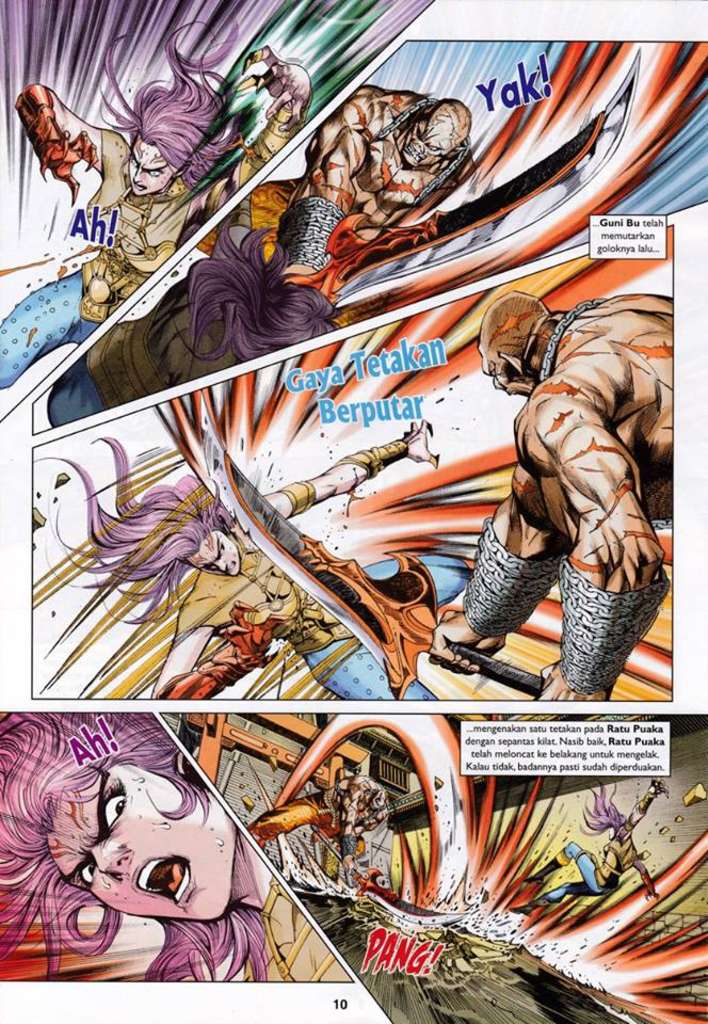 Ah!
Yak!
...Guni Bu telah
memutarkan
goloknya lalu...
Gaya Tetakan
Berputar
Ah!
...mengenakan satu tetakan pada Ratu Puaka
dengan sepantas kilat. Nasib baik, Ratu Puaka
telah meloncat ke belakang untuk mengelak.
Kalau tidak, badannya pasti sudah diperduakan.
PANG!
10